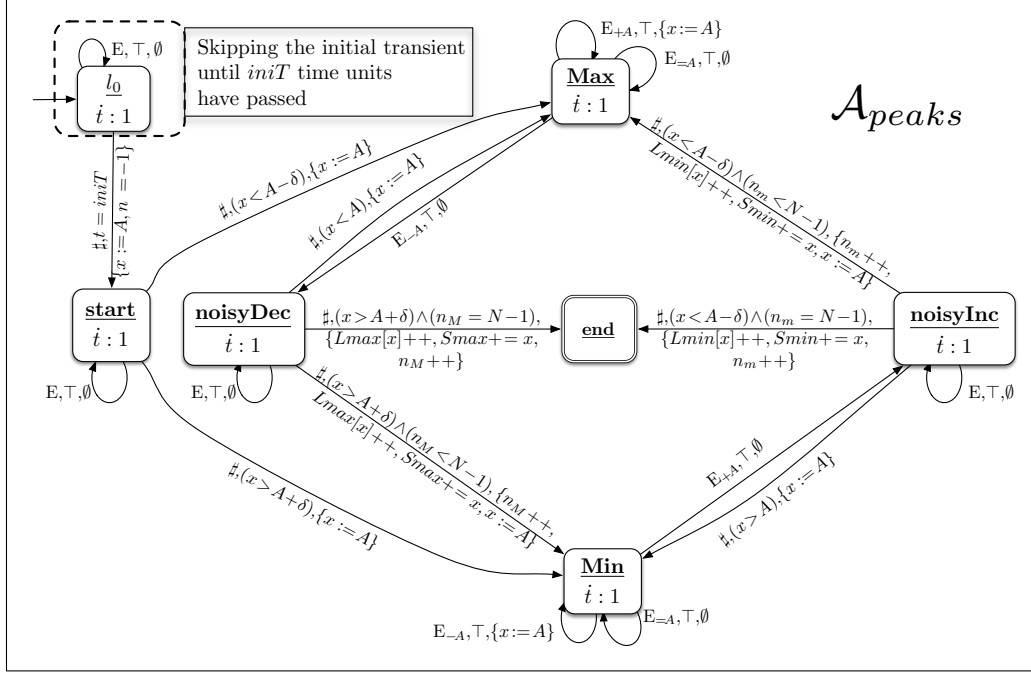 E,⊤,∅
l₀
ṫ : 1
Skipping the initial transient
until iniT time units
have passed
E₊A,⊤,{x := A}
E₌A,⊤,∅
Max
ṫ : 1
𝒜peaks
♯,t = iniT
{x := A, n = −1}
♯,(x<A−δ),{x := A}
♯,(x<A),{x := A}
E₋A,⊤,∅
♯,(x<A−δ)∧(nm<N−1), {nm++,
Lmin[x]++, Smin+= x, x := A}
start
ṫ : 1
E,⊤,∅
noisyDec
ṫ : 1
E,⊤,∅
♯,(x>A+δ)∧(nM = N−1),
{Lmax[x]++, Smax+= x,
nM++}
end
♯,(x<A−δ)∧(nm = N−1),
{Lmin[x]++, Smin+= x,
nm++}
noisyInc
ṫ : 1
E,⊤,∅
♯,(x>A+δ)∧(nM<N−1), {nM++,
Lmax[x]++, Smax+= x, x := A}
♯,(x>A+δ),{x := A}
E₊A,⊤,∅
♯,(x>A),{x := A}
Min
ṫ : 1
E₋A,⊤,{x := A}
E₌A,⊤,∅